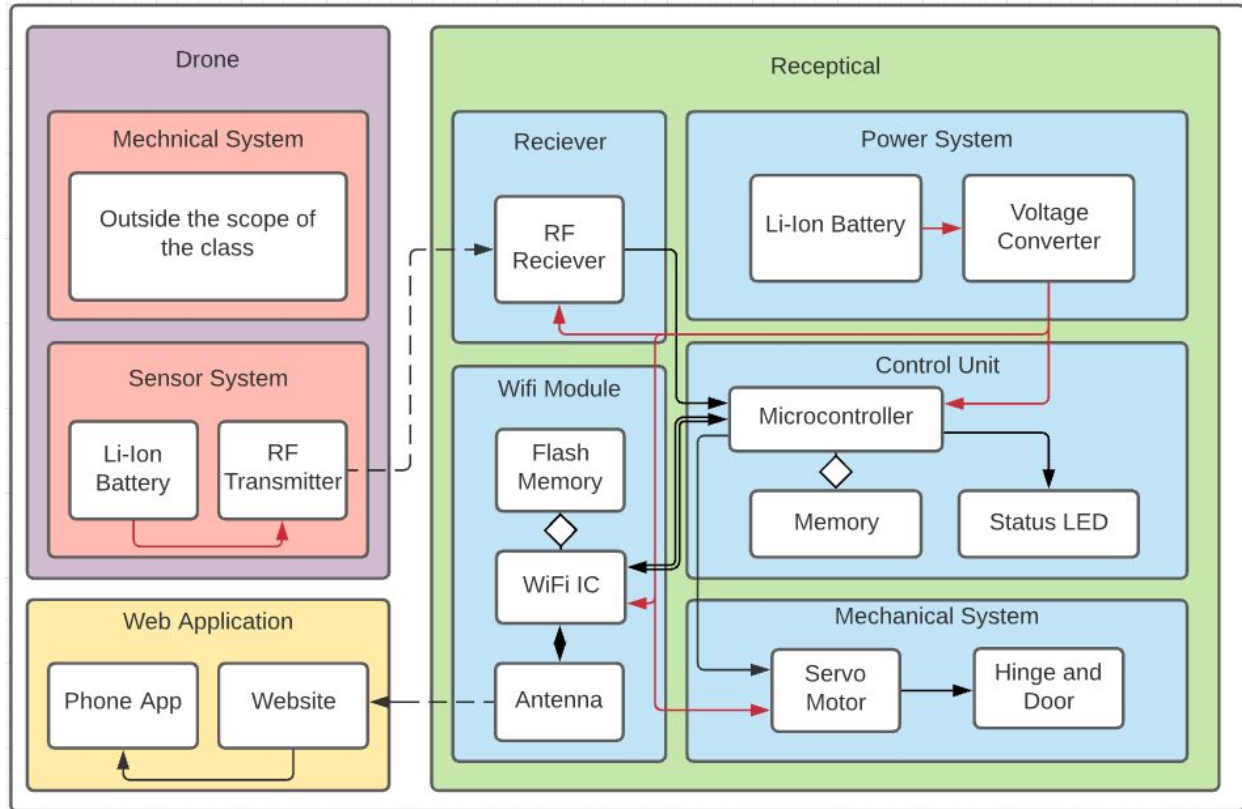 Drone
Mechnical System
Outside the scope of
the class
Sensor System
Li-Ion
Battery
RF
Transmitter
Web Application
Phone App
Website
Receptical
Reciever
RF
Reciever
Power System
Li-Ion Battery
Voltage
Converter
Wifi Module
Flash
Memory
WiFi IC
Antenna
Control Unit
Microcontroller
Memory
Status LED
Mechanical System
Servo
Motor
Hinge and
Door